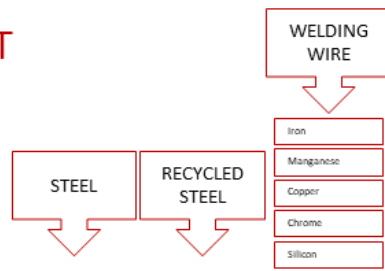 T
WELDING
WIRE
Iron
Manganese
Copper
Chrome
Silicon
STEEL
RECYCLED
STEEL